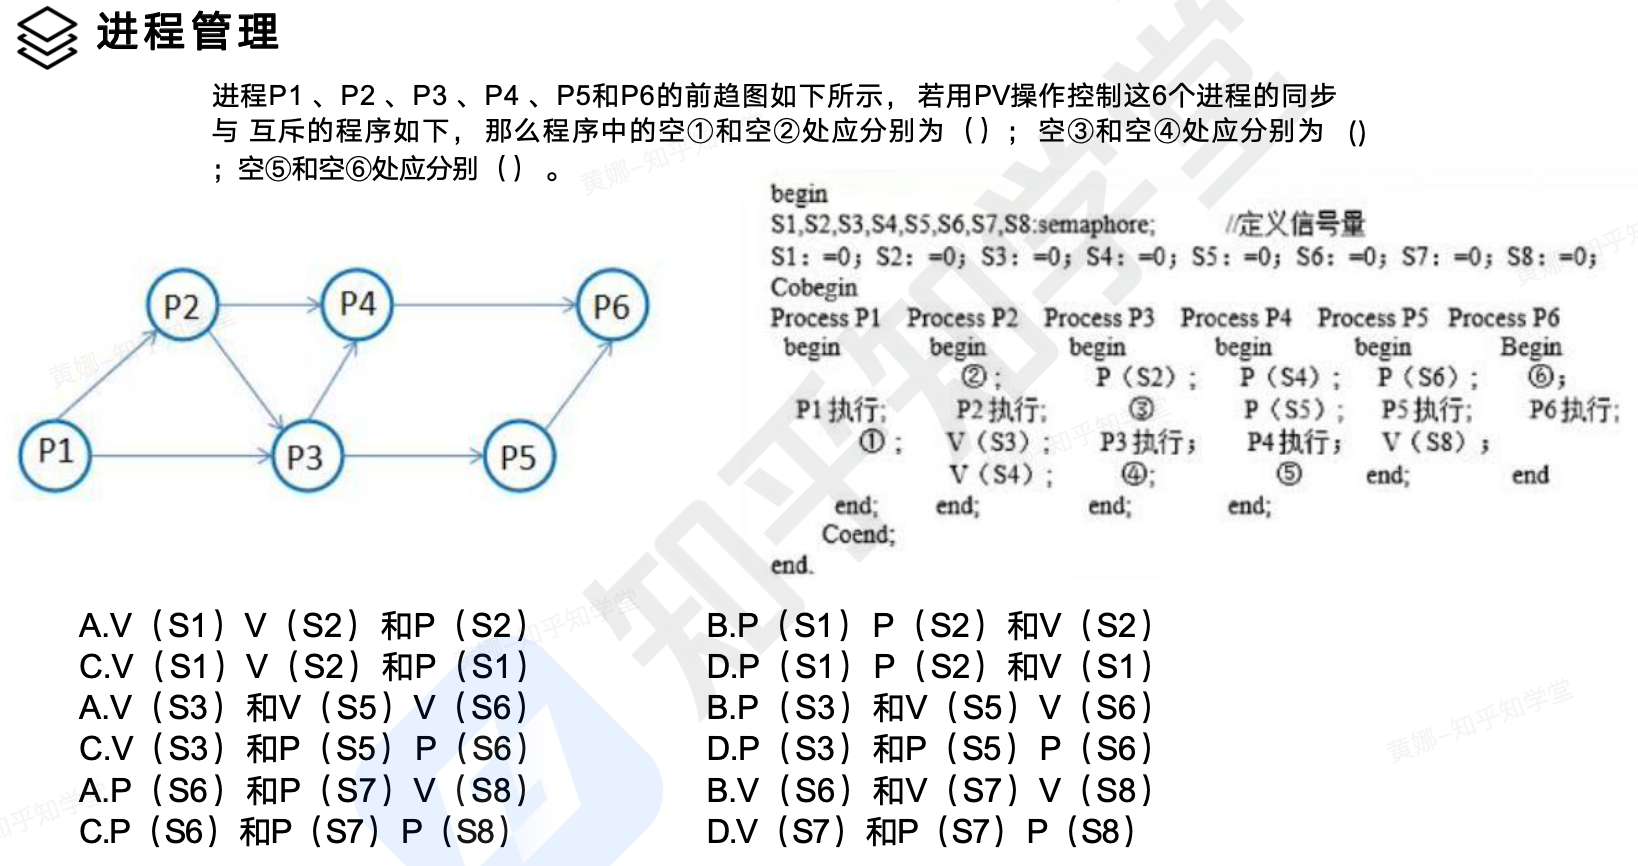 进程管理
进程P1 、P2 、P3 、P4 、P5和P6的前趋图如下所示， 若用PV操作控制这6个进程的同步
与 互斥的程序如下， 那么程序中的空①和空②处应分别为（）；空③和空④处应分别为 ()
；空⑤和空⑥处应分别（） 。
begin
S1,S2,S3,S4,S5,S6,S7,S8:semaphore; //定义信号量
S1：=0；S2：=0；S3：=0；S4：=0；S5：=0；S6：=0；S7：=0；S8：=0；
Cobegin
Process P1 Process P2 Process P3 Process P4 Process P5 Process P6
begin begin begin begin begin Begin
②； P（S2）； P（S4）； P（S6）； ⑥；
P1执行; P2执行; ③ P（S5）； P5执行; P6执行;
①； V（S3）； P3执行； P4执行； V（S8）；
V（S4）； ④; ⑤ end; end
end; end; end; end;
Coend;
end.
P2 P4 P6
P1 P3 P5
A.V（S1）V（S2）和P（S2） B.P（S1）P（S2）和V（S2）
C.V（S1）V（S2）和P（S1） D.P（S1）P（S2）和V（S1）
A.V（S3）和V（S5）V（S6） B.P（S3）和V（S5）V（S6）
C.V（S3）和P（S5）P（S6） D.P（S3）和P（S5）P（S6）
A.P（S6）和P（S7）V（S8） B.V（S6）和V（S7）V（S8）
C.P（S6）和P（S7）P（S8） D.V（S7）和P（S7）P（S8）
知乎知学堂
黄娜-知乎知学堂